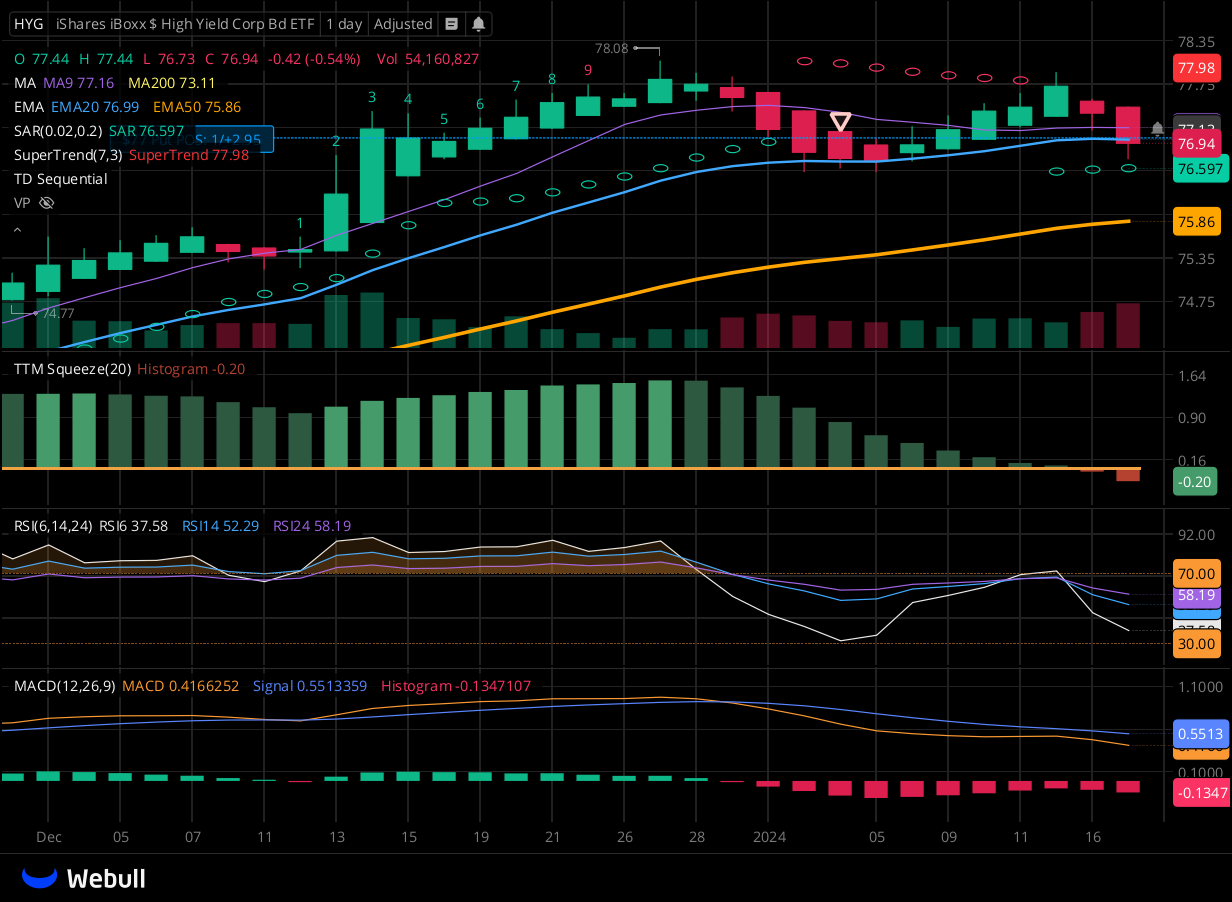 HYG iShares iBoxx $ High Yield Corp Bd ETF 1 day Adjusted
O 77.44 H 77.44 L 76.73 C 76.94 -0.42 (-0.54%) Vol 54,160,827
MA MA9 77.16 MA200 73.11
EMA EMA20 76.99 EMA50 75.86
SAR(0.02,0.2) SAR 76.597
S: 1/+2.95
SuperTrend(7,3) SuperTrend 77.98
TD Sequential
VP
78.08
1 2 3 4 5 6 7 8 9
74.77
78.35
77.98
77.75
76.94
76.597
75.86
75.35
74.75
TTM Squeeze(20) Histogram -0.20
1.64
0.90
0.16
-0.20
RSI(6,14,24) RSI6 37.58 RSI14 52.29 RSI24 58.19
92.00
70.00
58.19
30.00
MACD(12,26,9) MACD 0.4166252 Signal 0.5513359 Histogram -0.1347107
1.1000
0.5513
0.1000
-0.1347
Dec 05 07 11 13 15 19 21 26 28 2024 05 09 11 16
Webull